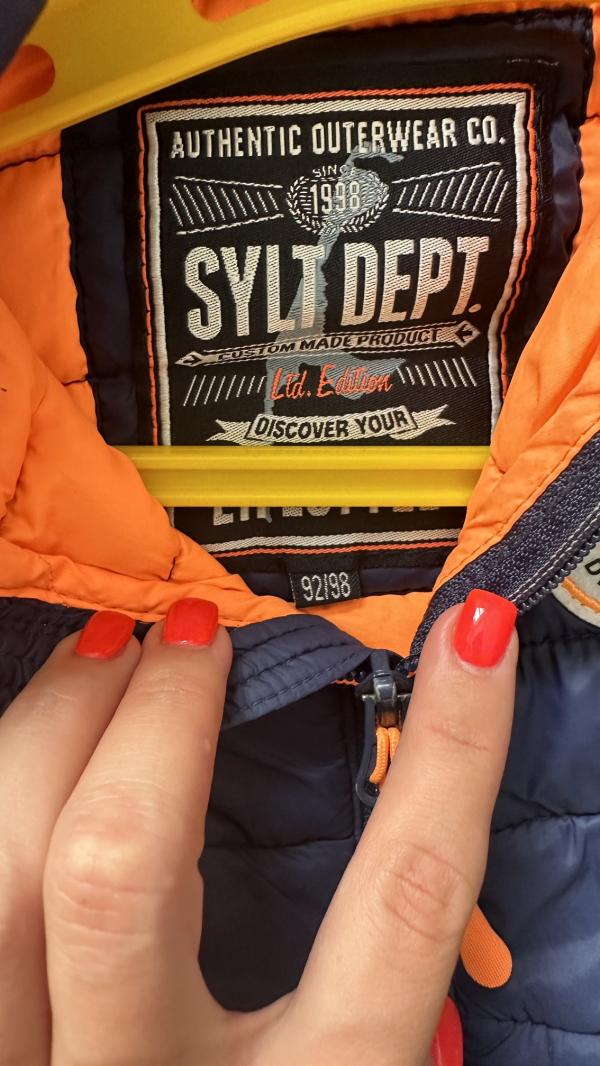 AUTHENTIC OUTERWEAR CO.
SINCE
1998
SYLT DEPT.
CUSTOM MADE PRODUCT
Ltd. Edition
DISCOVER YOUR
92/98